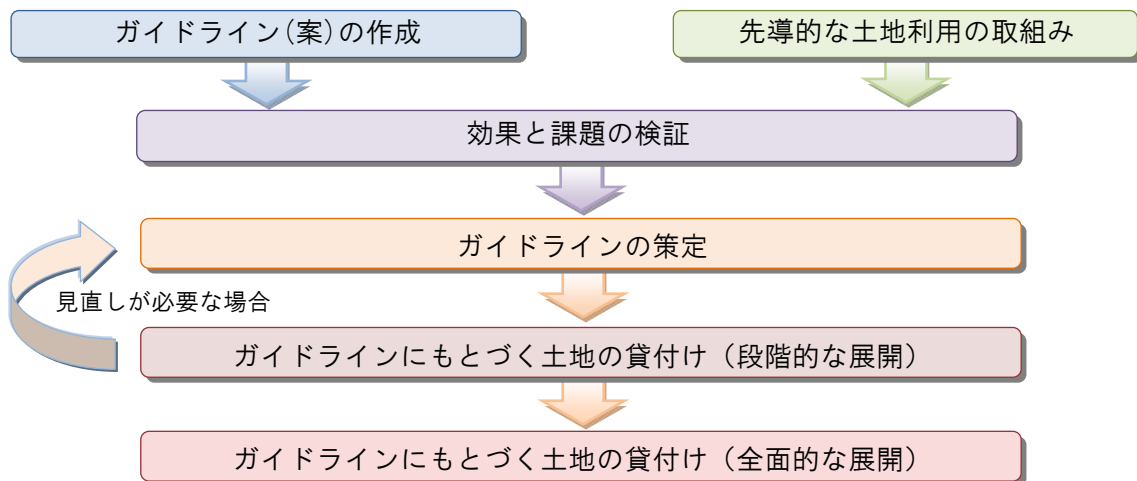 ガイドライン（案）の作成
先導的な土地利用の取組み
効果と課題の検証
ガイドラインの策定
見直しが必要な場合
ガイドラインにもとづく土地の貸付け（段階的な展開）
ガイドラインにもとづく土地の貸付け（全面的な展開）